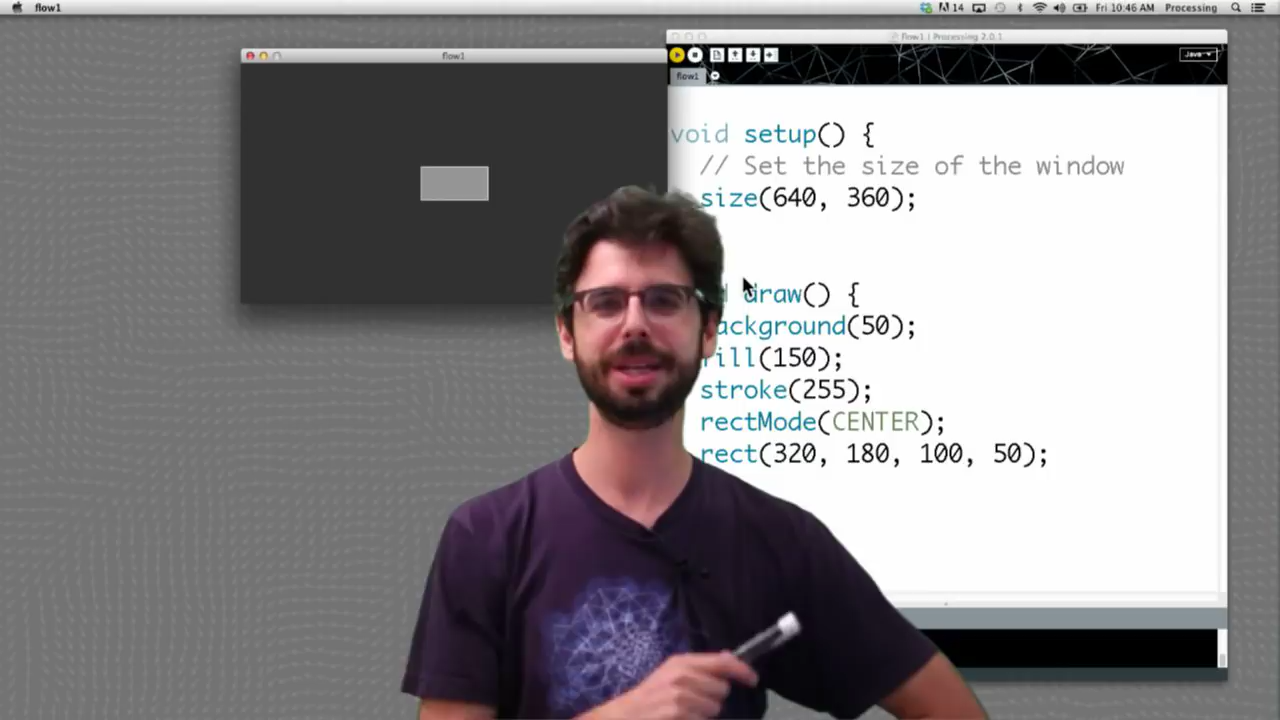 flow1
14
Fri 10:46 AM
Processing
flow1
flow1 | Processing 2.0.1
Java
flow1
void setup() {
// Set the size of the window
size(640, 360);
draw() {
ackground(50);
fill(150);
stroke(255);
rectMode(CENTER);
rect(320, 180, 100, 50);